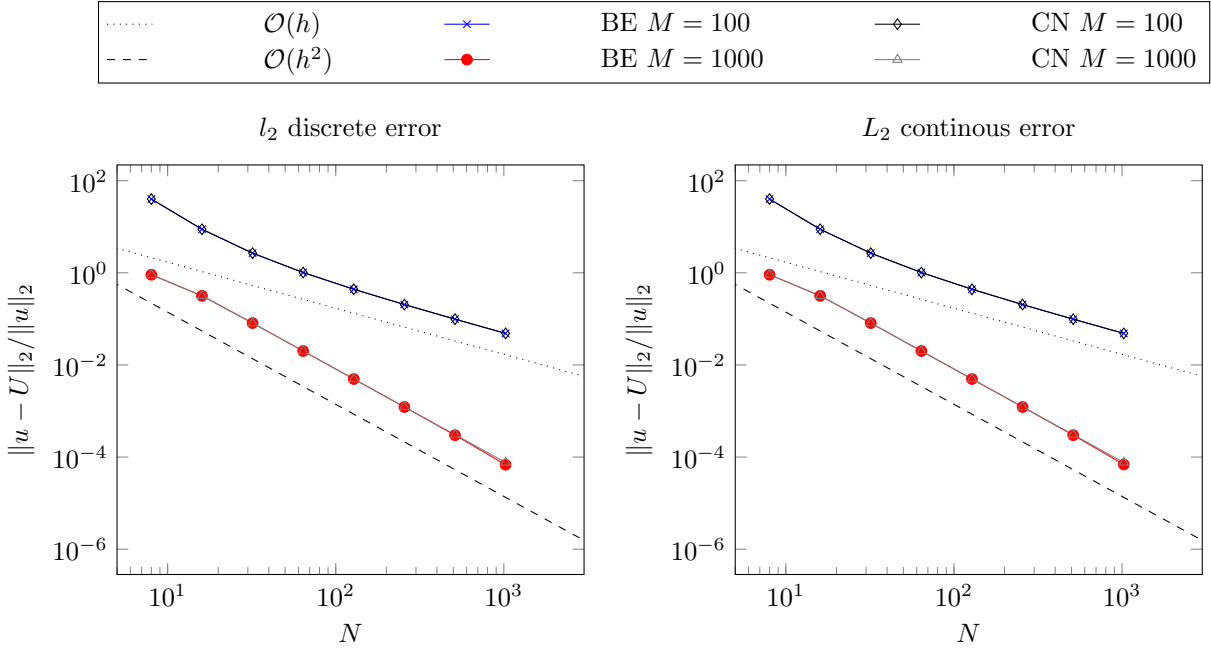 O(h) BE M = 100 CN M = 100
O(h²) BE M = 1000 CN M = 1000
l₂ discrete error
10²
10⁰
10⁻²
10⁻⁴
10⁻⁶
‖u − U‖₂/‖u‖₂
10¹ 10² 10³
N
L₂ continous error
10²
10⁰
10⁻²
10⁻⁴
10⁻⁶
‖u − U‖₂/‖u‖₂
10¹ 10² 10³
N